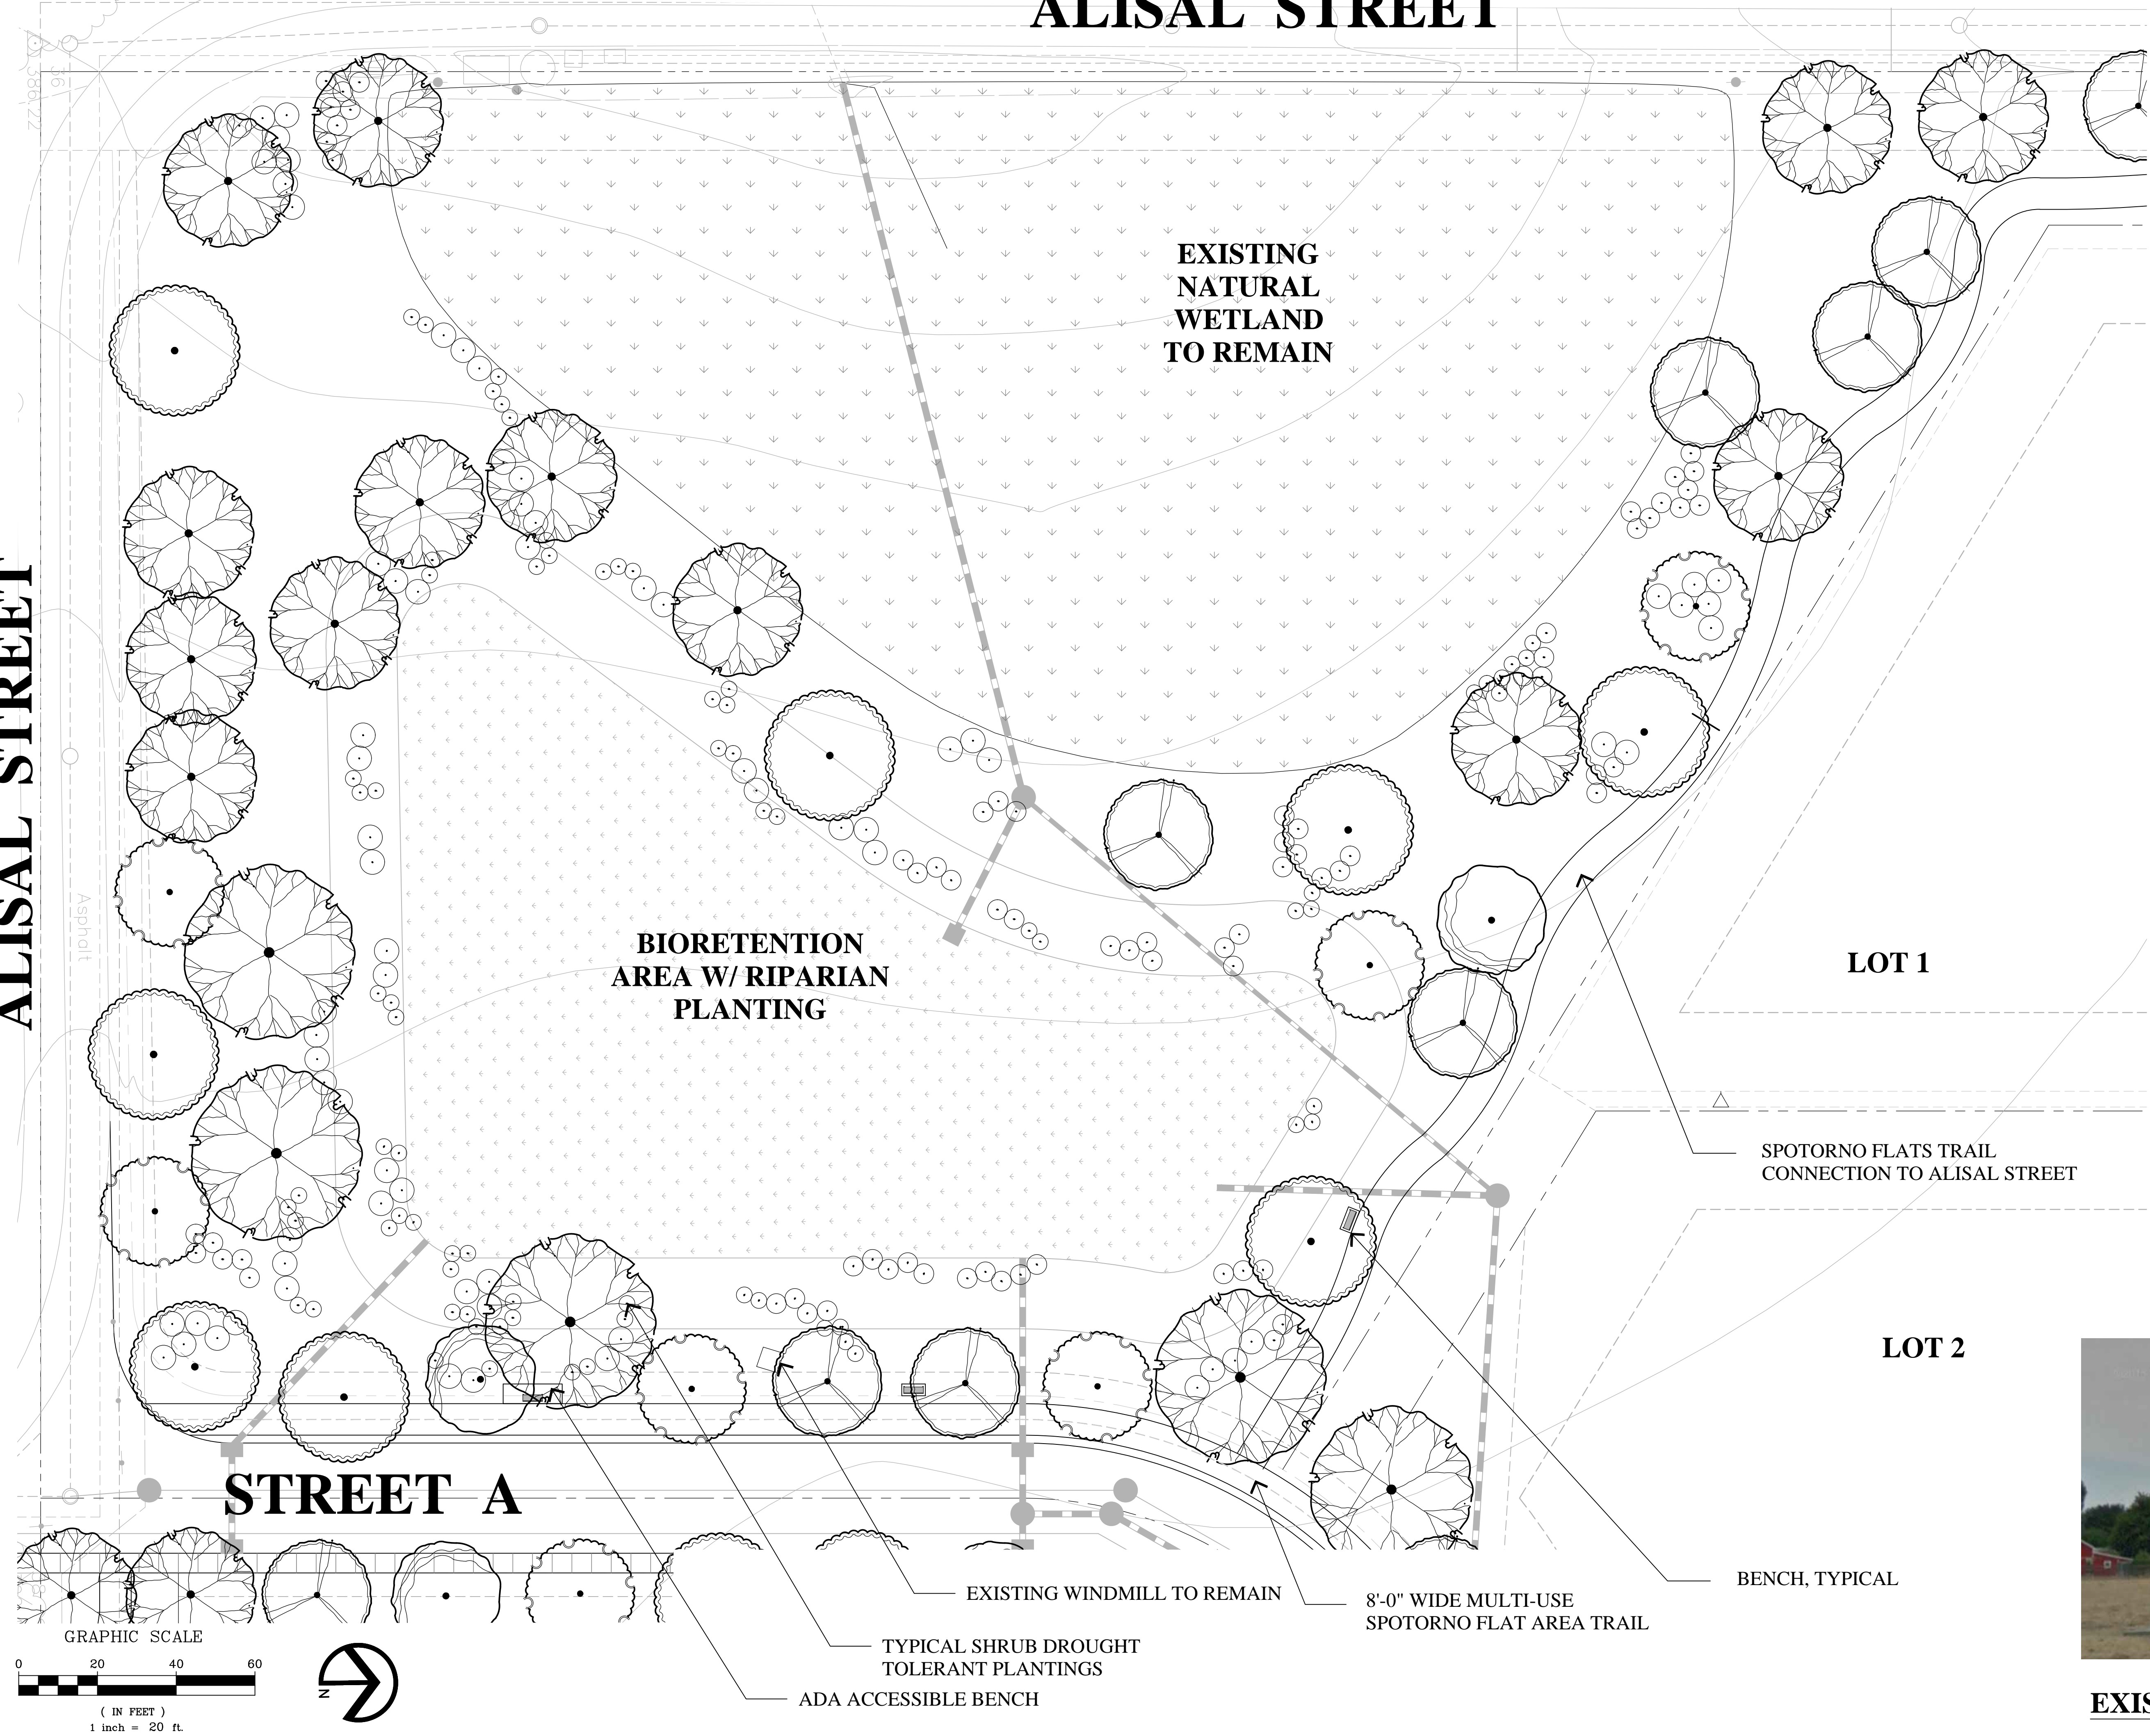 ALISAL STREET
EXISTING
NATURAL
WETLAND
TO REMAIN
ALISAL STREET
Asphalt
BIORETENTION
AREA W/ RIPARIAN
PLANTING
LOT 1
SPOTORNO FLATS TRAIL
CONNECTION TO ALISAL STREET
LOT 2
STREET A
BENCH, TYPICAL
EXISTING WINDMILL TO REMAIN
8'-0" WIDE MULTI-USE
SPOTORNO FLAT AREA TRAIL
TYPICAL SHRUB DROUGHT
TOLERANT PLANTINGS
ADA ACCESSIBLE BENCH
GRAPHIC SCALE
0 20 40 60
( IN FEET )
1 inch = 20 ft.
N
EXIS